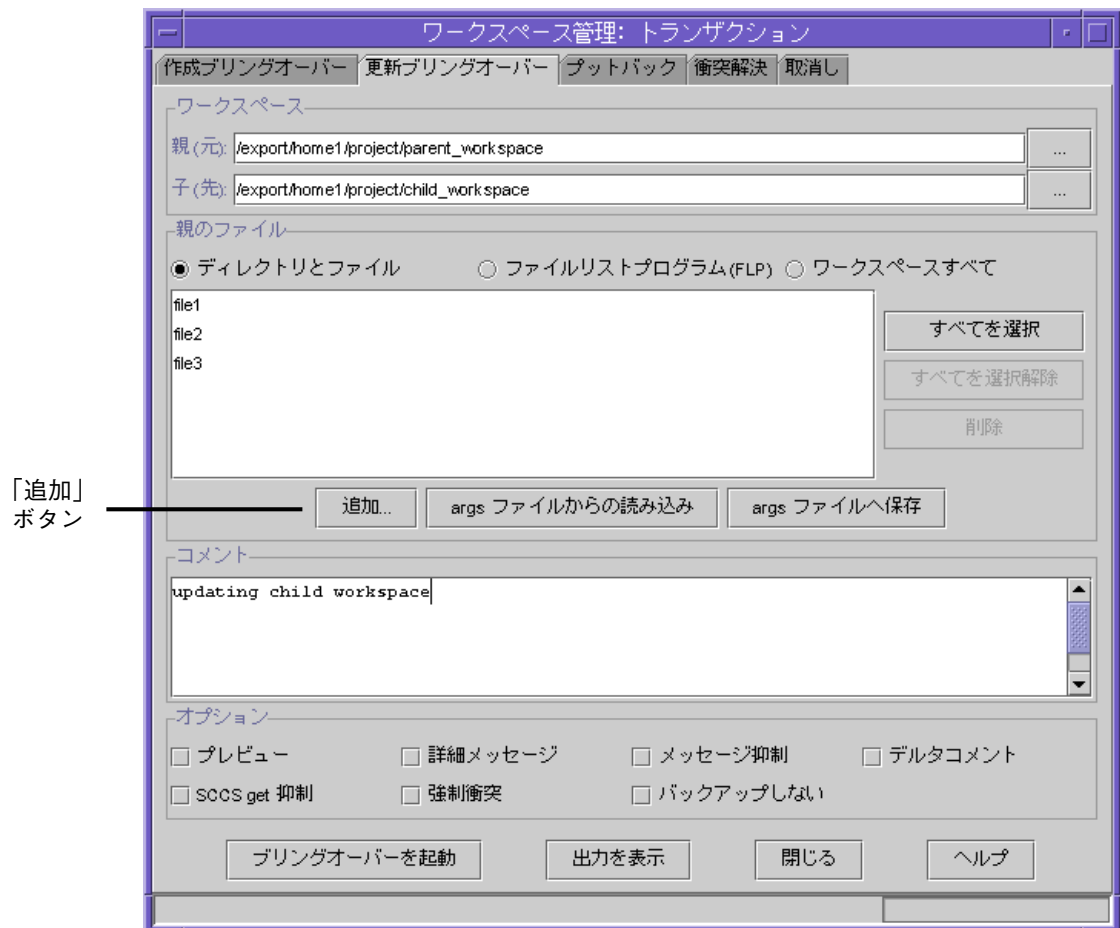 ワークスペース管理: トランザクション
作成ブリングオーバー 更新ブリングオーバー プットバック 衝突解決 取消し
ワークスペース
親(元): /export/home1/project/parent_workspace ...
子(先): /export/home1/project/child_workspace ...
親のファイル
ディレクトリとファイル ファイルリストプログラム(FLP) ワークスペースすべて
file1
file2
file3
すべてを選択
すべてを選択解除
削除
「追加」
ボタン
追加... args ファイルからの読み込み args ファイルへ保存
コメント
updating child workspace
オプション
プレビュー 詳細メッセージ メッセージ抑制 デルタコメント
SCCS get 抑制 強制衝突 バックアップしない
ブリングオーバーを起動 出力を表示 閉じる ヘルプ